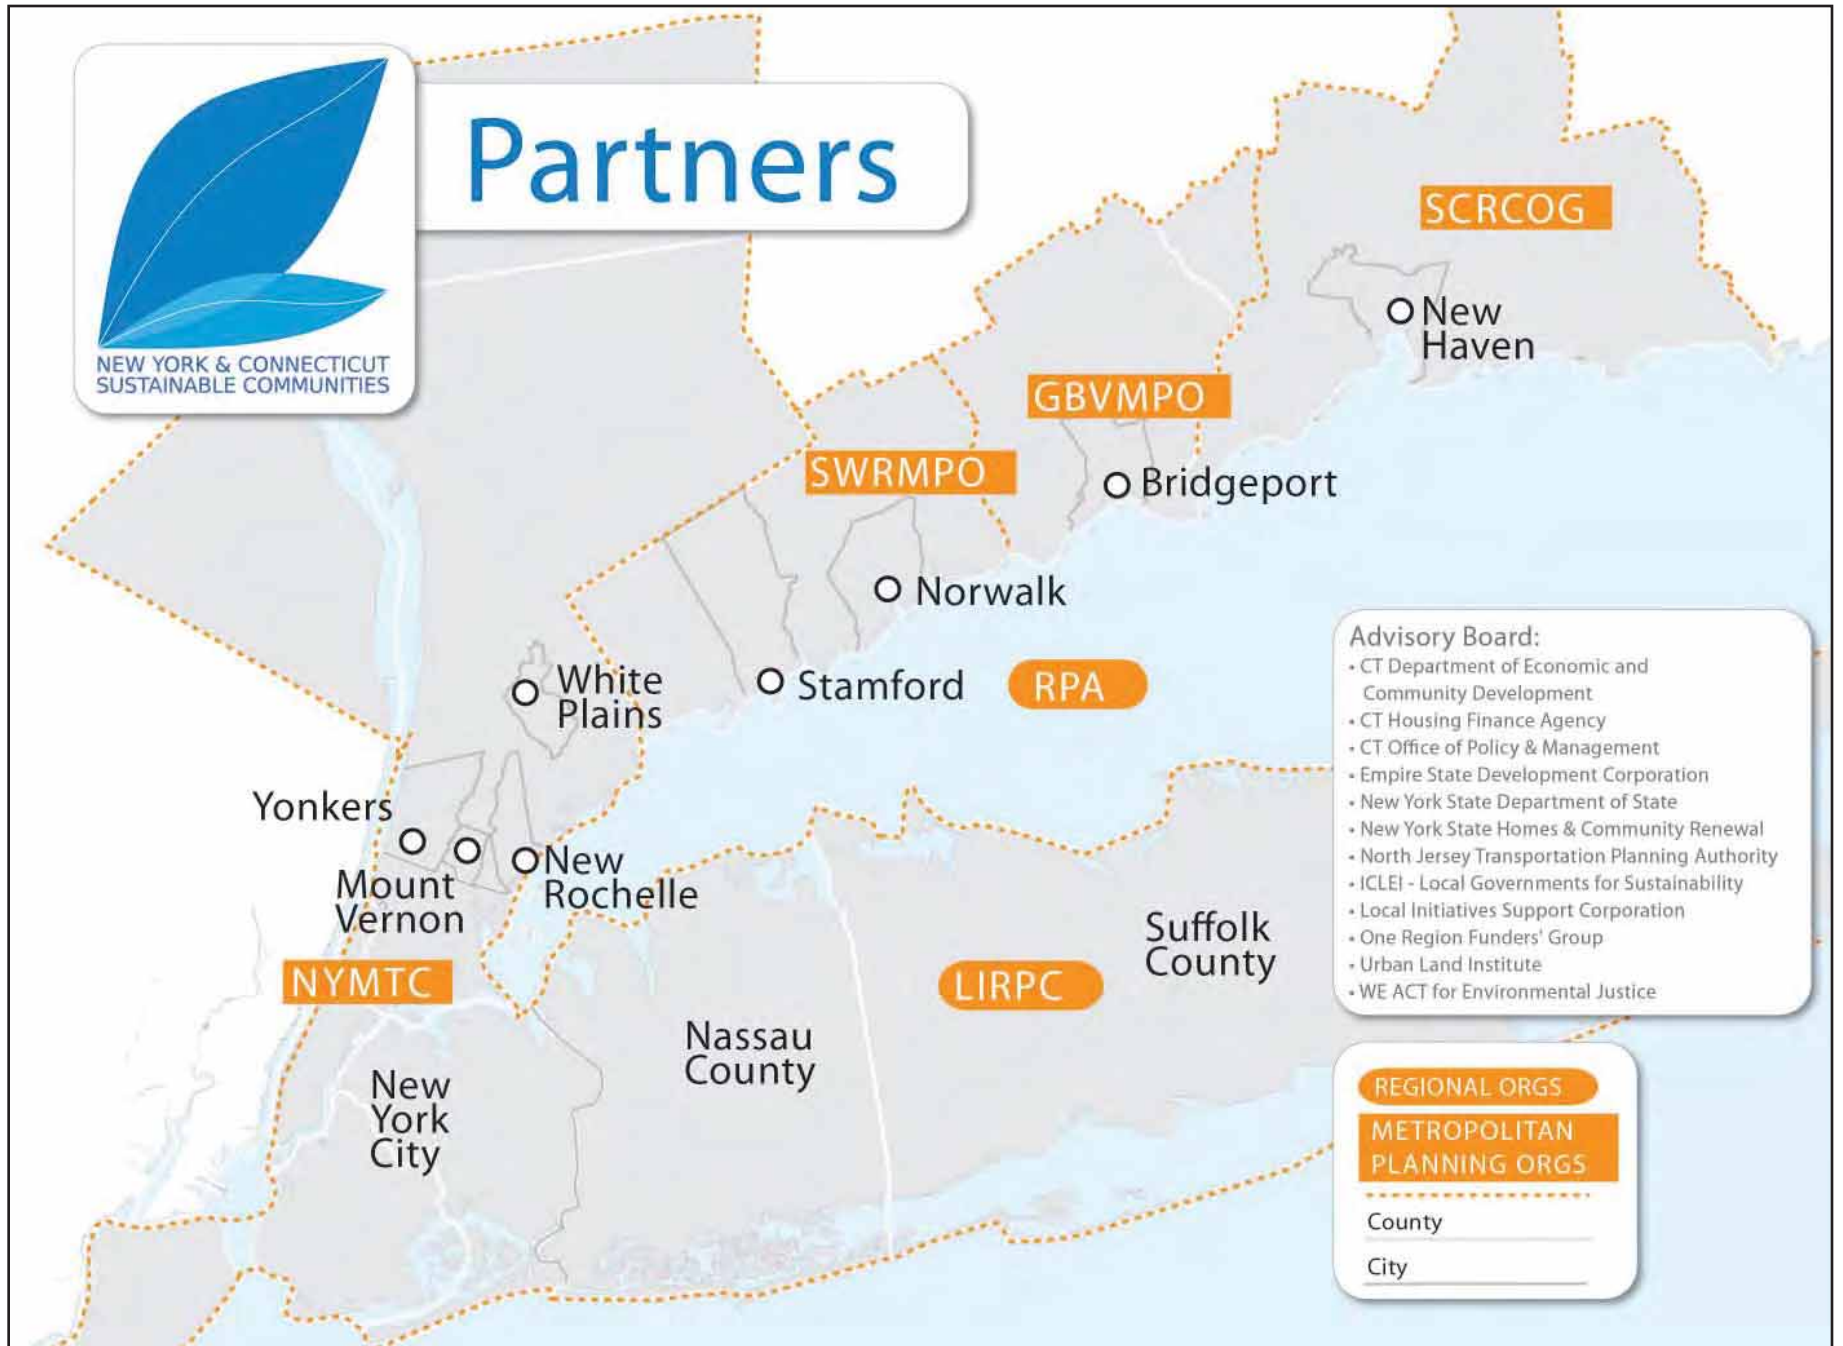 Partners
NEW YORK & CONNECTICUT
SUSTAINABLE COMMUNITIES
SCRCOG
New
Haven
GBVMPO
SWRMPO
Bridgeport
Norwalk
White
Plains
Stamford
RPA
Yonkers
Mount
Vernon
New
Rochelle
NYMTC
LIRPC
Suffolk
County
Nassau
County
New
York
City
Advisory Board:
• CT Department of Economic and
Community Development
• CT Housing Finance Agency
• CT Office of Policy & Management
• Empire State Development Corporation
• New York State Department of State
• New York State Homes & Community Renewal
• North Jersey Transportation Planning Authority
• ICLEI - Local Governments for Sustainability
• Local Initiatives Support Corporation
• One Region Funders' Group
• Urban Land Institute
• WE ACT for Environmental Justice
REGIONAL ORGS
METROPOLITAN
PLANNING ORGS
County
City